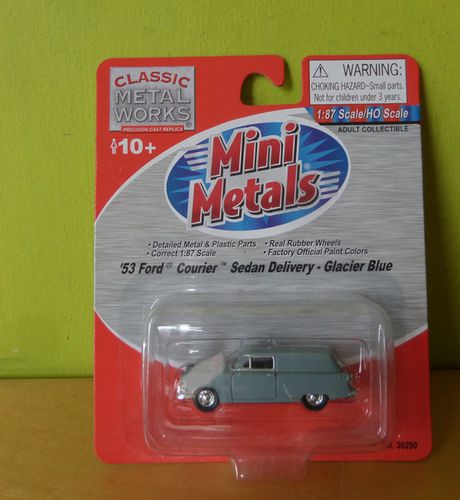 CLASSIC
METAL
WORKS®
PRECISION CAST REPLICA
10+
WARNING:
CHOKING HAZARD-Small parts.
Not for children under 3 years.
1:87 Scale/HO Scale
ADULT COLLECTIBLE
Mini
Metals®
• Detailed Metal & Plastic Parts
• Correct 1:87 Scale
• Real Rubber Wheels
• Factory Official Paint Colors
'53 Ford® Courier™ Sedan Delivery - Glacier Blue
30290